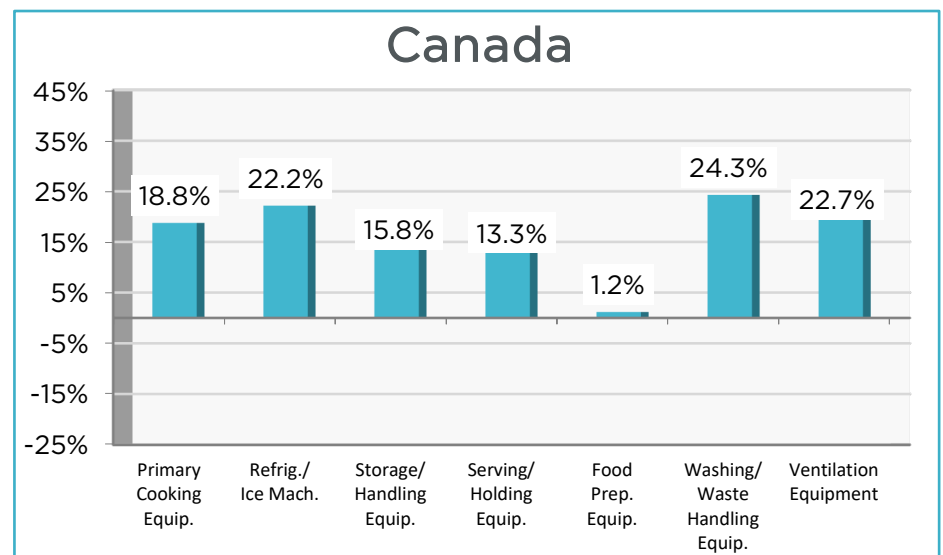 Canada
45%
35%
25%
15%
5%
-5%
-15%
-25%
18.8%
22.2%
15.8%
13.3%
1.2%
24.3%
22.7%
Primary
Cooking
Equip.
Refrig./
Ice Mach.
Storage/
Handling
Equip.
Serving/
Holding
Equip.
Food
Prep.
Equip.
Washing/
Waste
Handling
Equip.
Ventilation
Equipment